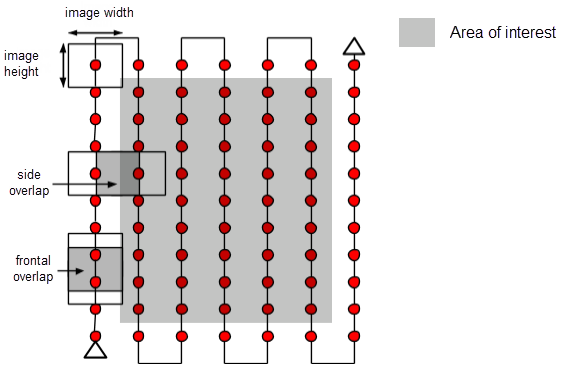 image width
Area of interest
image
height
side
overlap
frontal
overlap